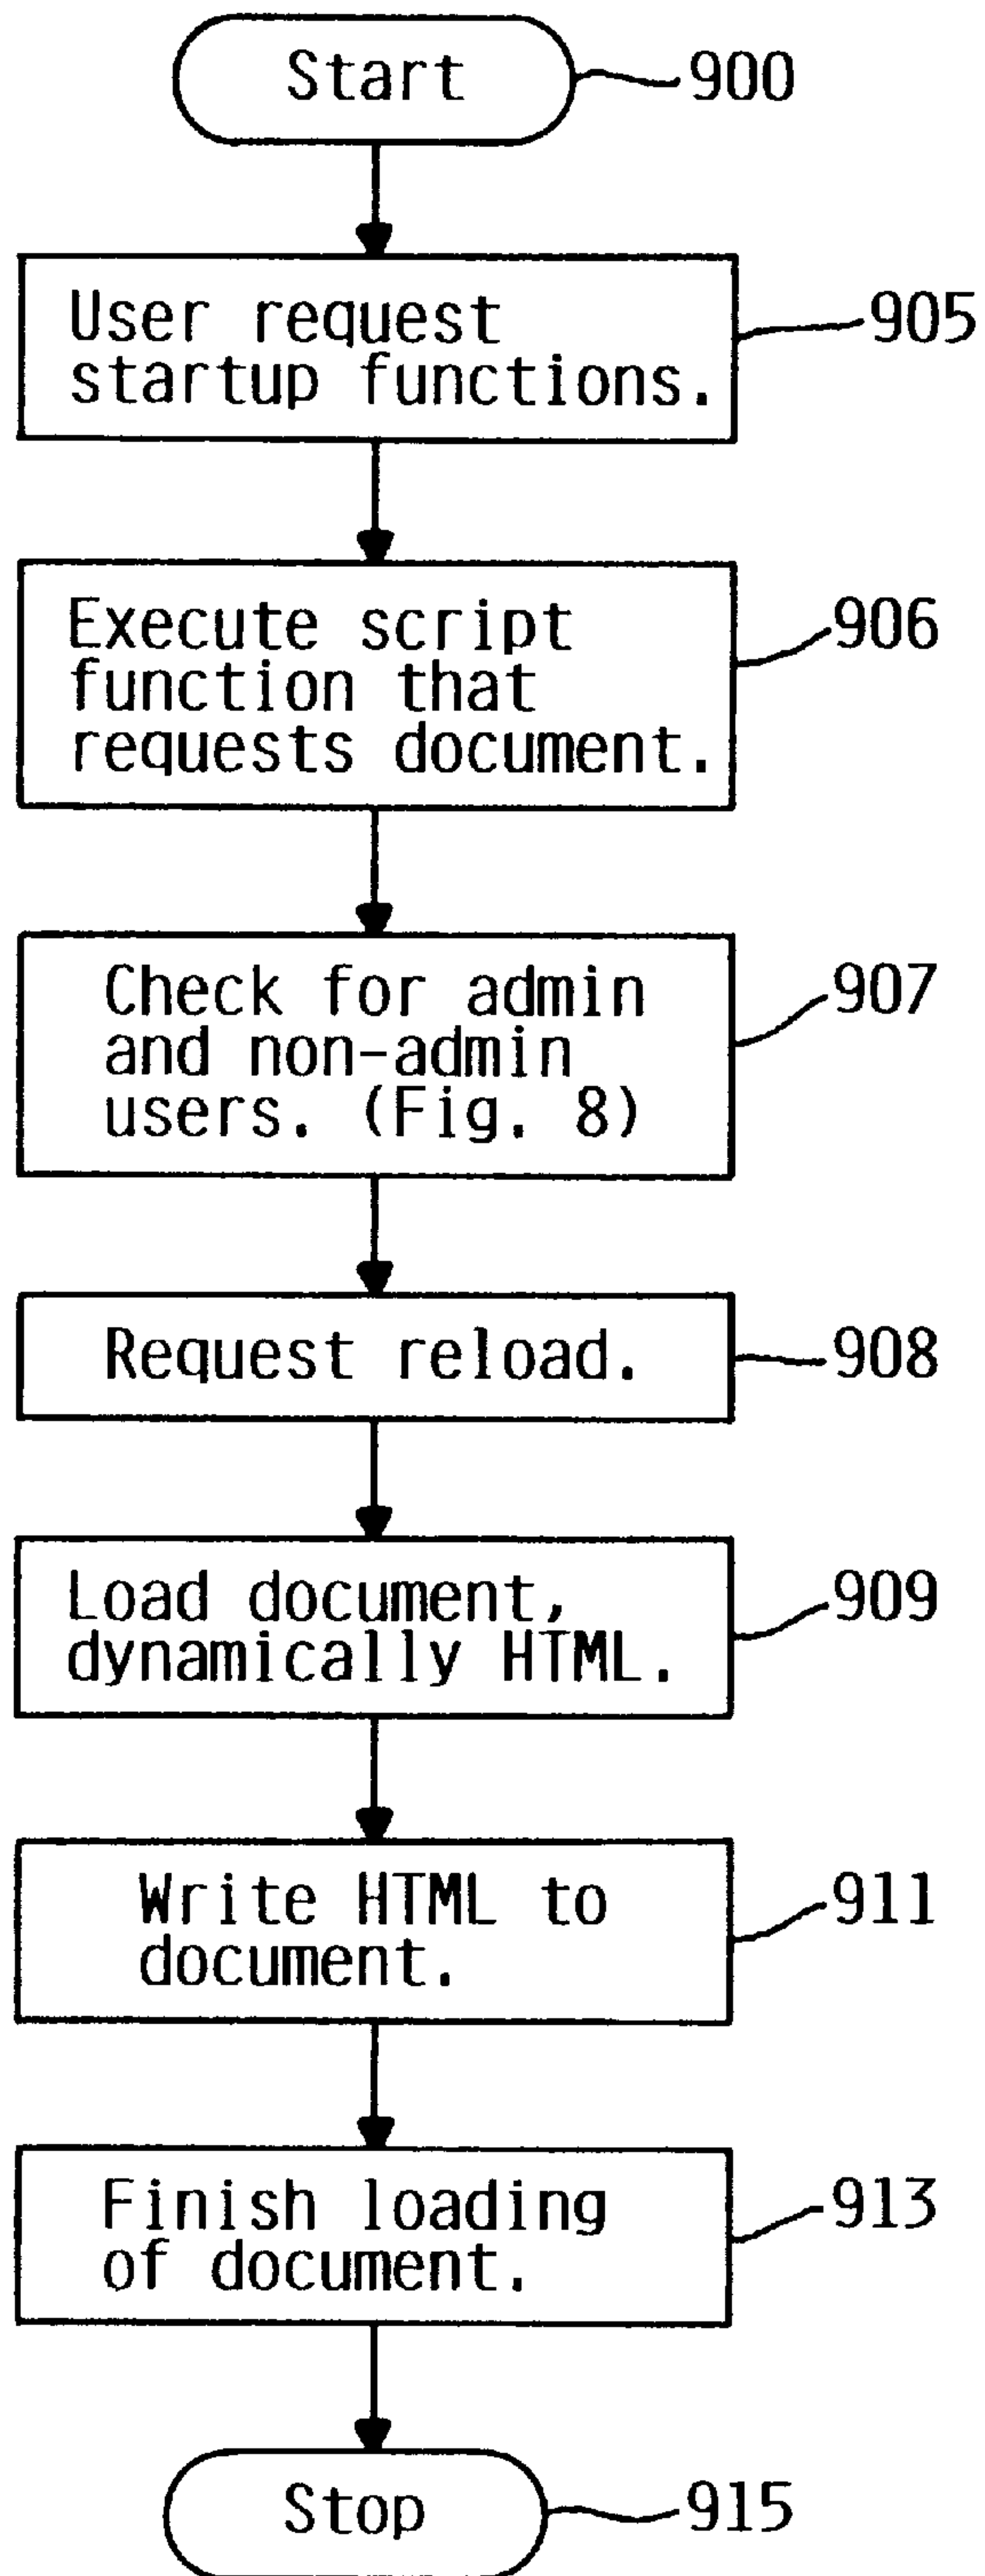 Start
900
User request
startup functions.
905
Execute script
function that
requests document.
906
Check for admin
and non-admin
users. (Fig. 8)
907
Request reload.
908
Load document,
dynamically HTML.
909
Write HTML to
document.
911
Finish loading
of document.
913
Stop
915